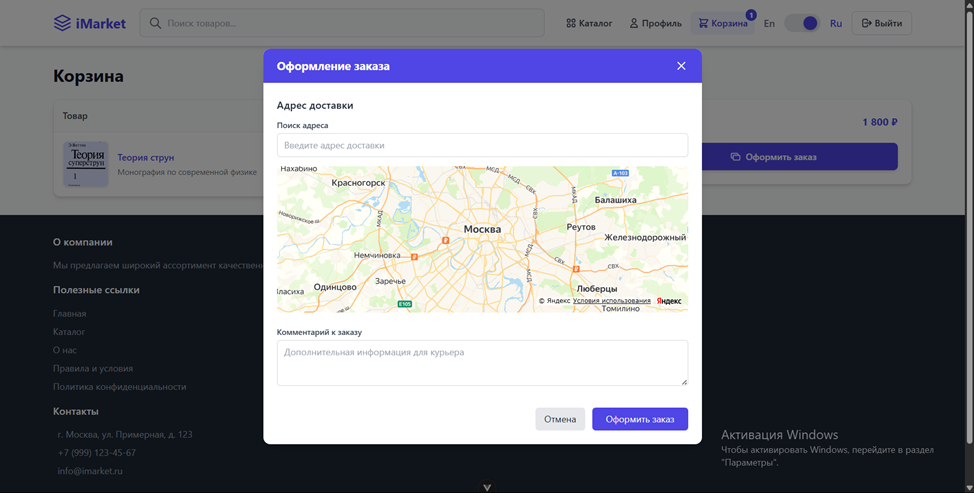 iMarket
Поиск товаров...
Каталог
Профиль
Корзина
1
En
Ru
Выйти
Корзина
Товар
Теория
суперструн
Теория струн
Монография по современной физике
1 800 ₽
Оформить заказ
Оформление заказа
Адрес доставки
Поиск адреса
Введите адрес доставки
Нахабино
Красногорск
А-103
Балашиха
МСД
СВХ
МКАД
Новорижское ш.
Москва
Реутов
Железнодорожный
Немчиновка
Заречье
Одинцово
Власиха
Люберцы
E105
© Яндекс Условия использования Яндекс
Томилино
Комментарий к заказу
Дополнительная информация для курьера
Отмена
Оформить заказ
О компании
Мы предлагаем широкий ассортимент качествен
Полезные ссылки
Главная
Каталог
О нас
Правила и условия
Политика конфиденциальности
Контакты
г. Москва, ул. Примерная, д. 123
+7 (999) 123-45-67
info@imarket.ru
Активация Windows
Чтобы активировать Windows, перейдите в раздел
"Параметры".